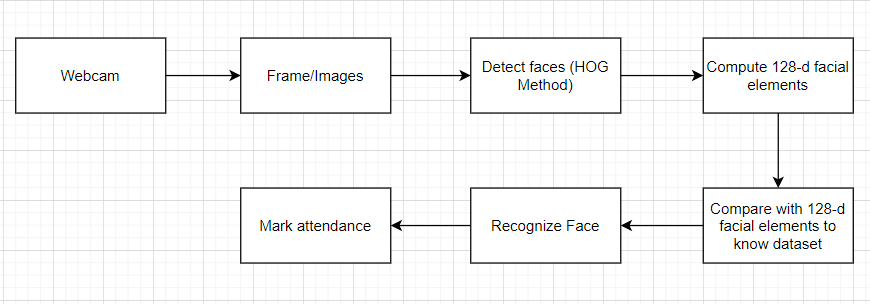 Webcam
Frame/Images
Detect faces (HOG
Method)
Compute 128-d facial
elements
Compare with 128-d
facial elements to
know dataset
Recognize Face
Mark attendance